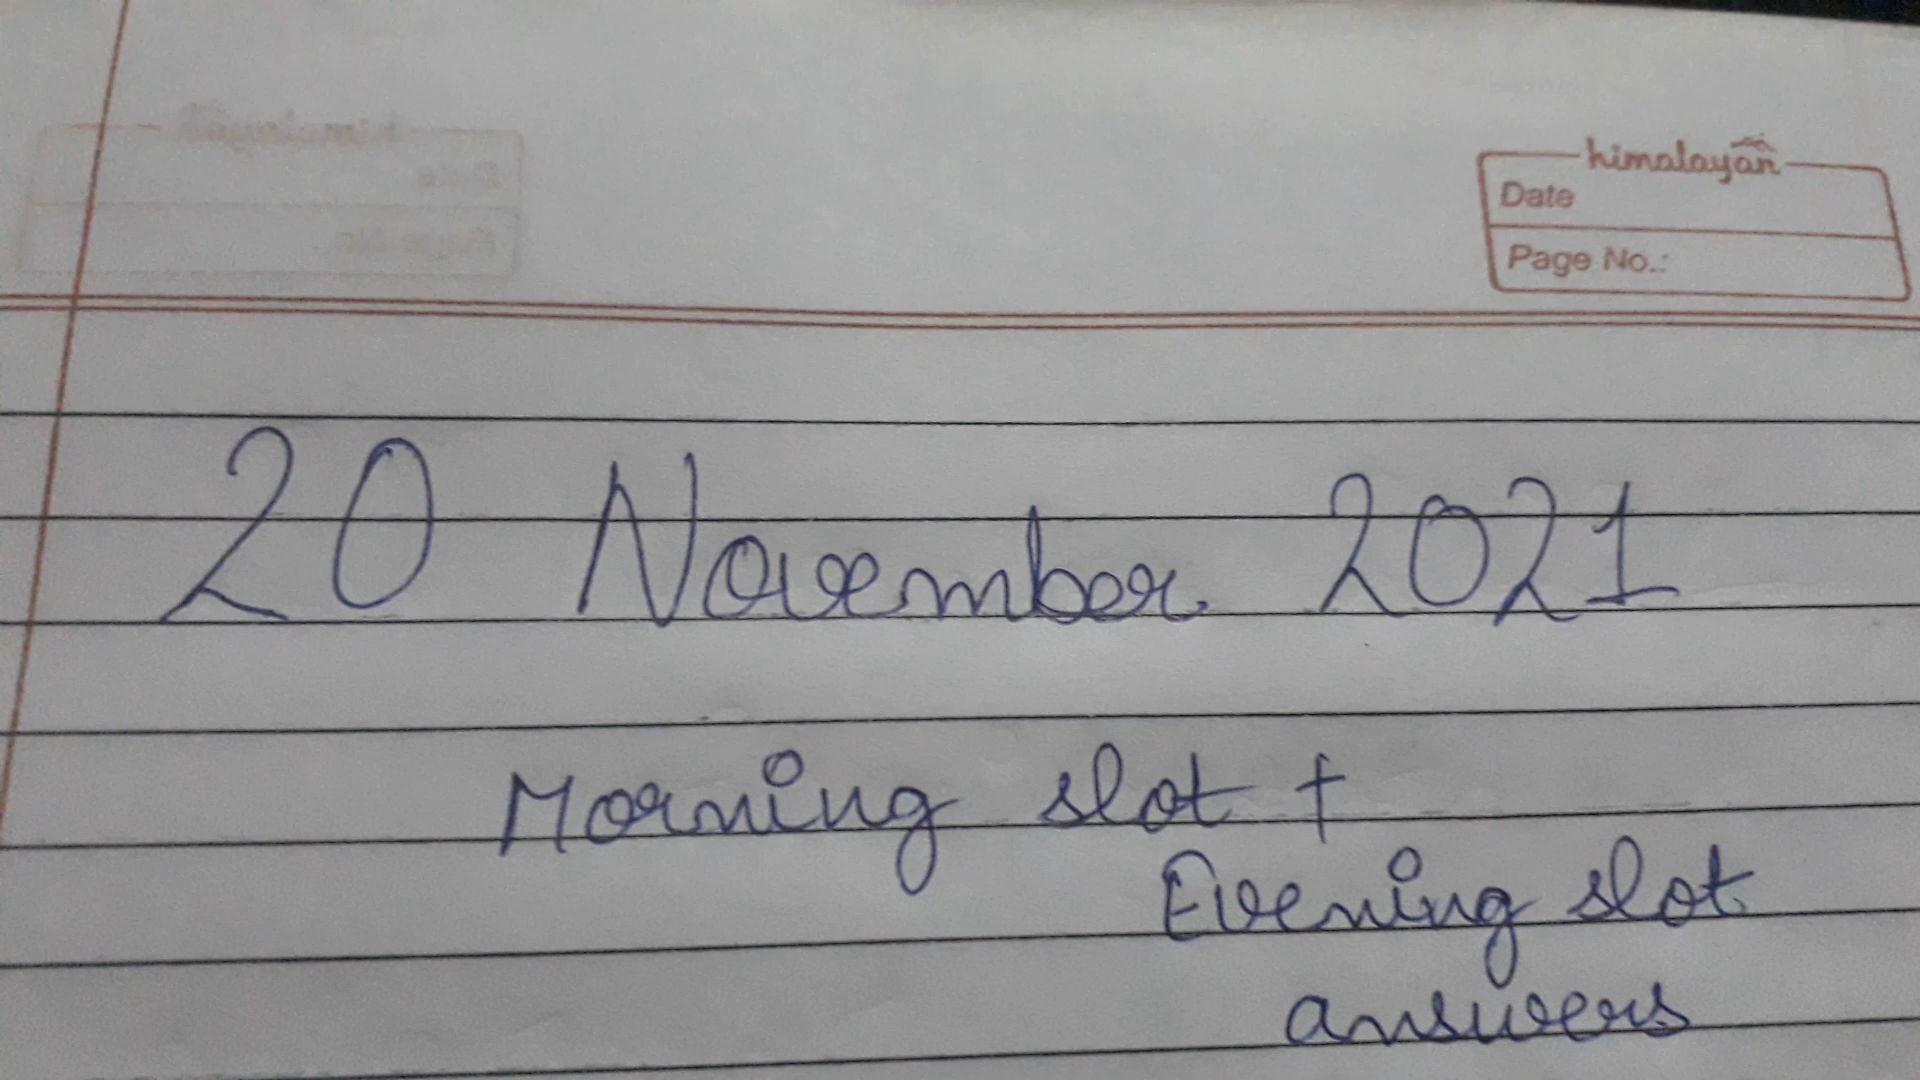 himalayan
Date
Page No.:
20 November 2021
Morning slot +
Evening slot
answers